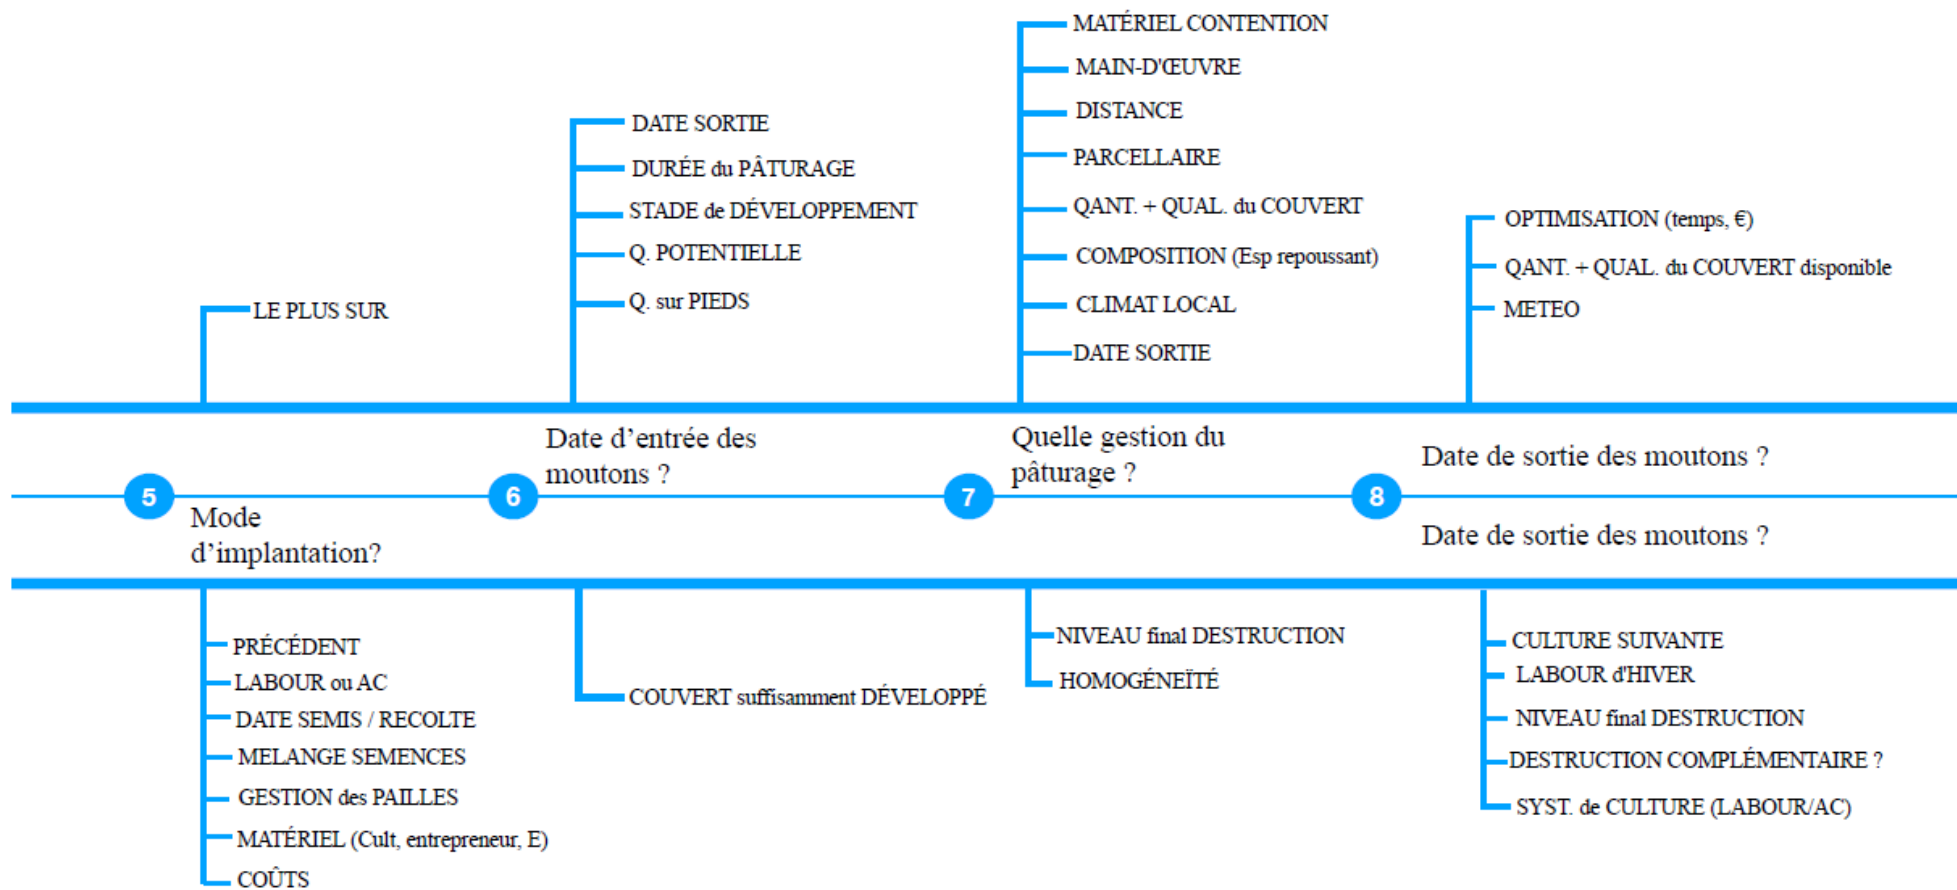 LE PLUS SUR
DATE SORTIE
DURÉE du PÂTURAGE
STADE de DÉVELOPPEMENT
Q. POTENTIELLE
Q. sur PIEDS
MATÉRIEL CONTENTION
MAIN-D'ŒUVRE
DISTANCE
PARCELLAIRE
QANT. + QUAL. du COUVERT
COMPOSITION (Esp repoussant)
CLIMAT LOCAL
DATE SORTIE
OPTIMISATION (temps, €)
QANT. + QUAL. du COUVERT disponible
METEO
5
Mode
d’implantation?
6
Date d’entrée des
moutons ?
7
Quelle gestion du
pâturage ?
8
Date de sortie des moutons ?
Date de sortie des moutons ?
PRÉCÉDENT
LABOUR ou AC
DATE SEMIS / RECOLTE
MELANGE SEMENCES
GESTION des PAILLES
MATÉRIEL (Cult, entrepreneur, E)
COÛTS
COUVERT suffisamment DÉVELOPPÉ
NIVEAU final DESTRUCTION
HOMOGÉNEÏTÉ
CULTURE SUIVANTE
LABOUR d'HIVER
NIVEAU final DESTRUCTION
DESTRUCTION COMPLÉMENTAIRE ?
SYST. de CULTURE (LABOUR/AC)